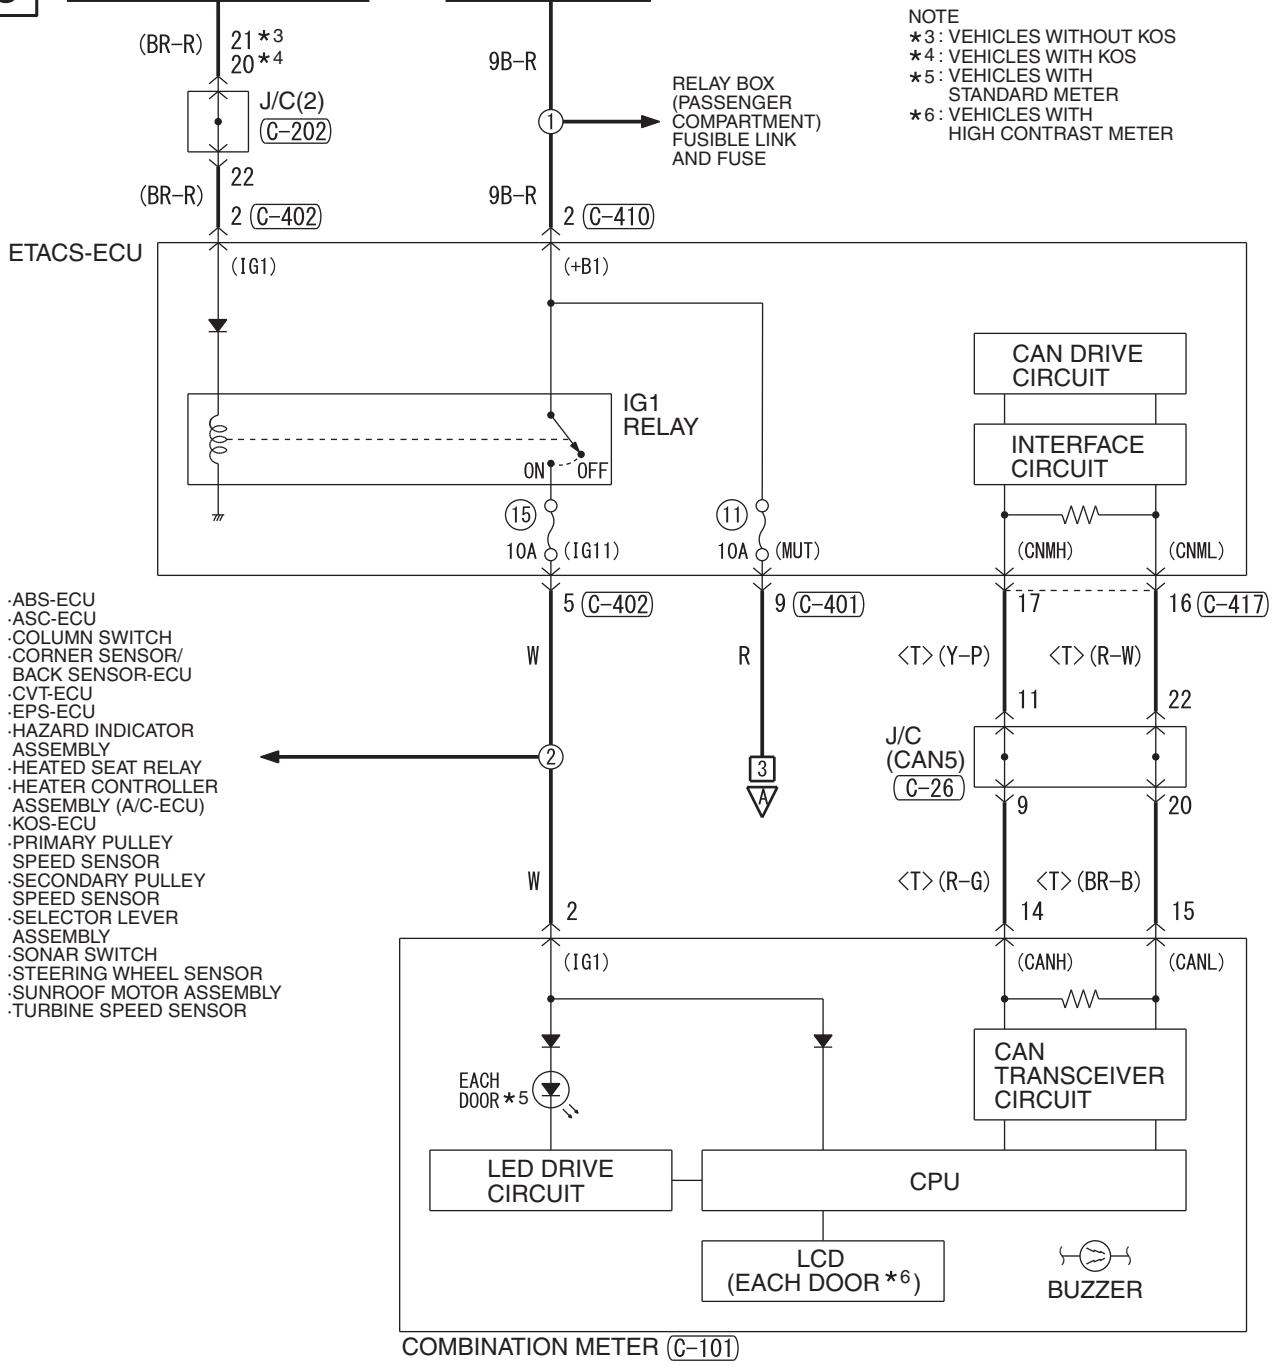 NOTE
*3: VEHICLES WITHOUT KOS
*4: VEHICLES WITH KOS
*5: VEHICLES WITH
STANDARD METER
*6: VEHICLES WITH
HIGH CONTRAST METER
(BR-R)
21 *3
20 *4
9B-R
J/C(2)
C-202
1
RELAY BOX
(PASSENGER
COMPARTMENT)
FUSIBLE LINK
AND FUSE
22
(BR-R)
2 C-402
9B-R
2 C-410
ETACS-ECU
(IG1)
(+B1)
CAN DRIVE
CIRCUIT
IG1
RELAY
INTERFACE
CIRCUIT
ON
OFF
15
10A
(IG11)
11
10A
(MUT)
(CNMH)
(CNML)
5 C-402
9 C-401
17
16 C-417
·ABS-ECU
·ASC-ECU
·COLUMN SWITCH
·CORNER SENSOR/
BACK SENSOR-ECU
·CVT-ECU
·EPS-ECU
·HAZARD INDICATOR
ASSEMBLY
·HEATED SEAT RELAY
·HEATER CONTROLLER
ASSEMBLY (A/C-ECU)
·KOS-ECU
·PRIMARY PULLEY
SPEED SENSOR
·SECONDARY PULLEY
SPEED SENSOR
·SELECTOR LEVER
ASSEMBLY
·SONAR SWITCH
·STEERING WHEEL SENSOR
·SUNROOF MOTOR ASSEMBLY
·TURBINE SPEED SENSOR
W
R
<T>(Y-P)
<T>(R-W)
11
22
2
3
A
J/C
(CAN5)
C-26
9
20
W
<T>(R-G)
<T>(BR-B)
2
14
15
(IG1)
(CANH)
(CANL)
EACH
DOOR *5
CAN
TRANSCEIVER
CIRCUIT
LED DRIVE
CIRCUIT
CPU
LCD
(EACH DOOR *6)
BUZZER
COMBINATION METER C-101